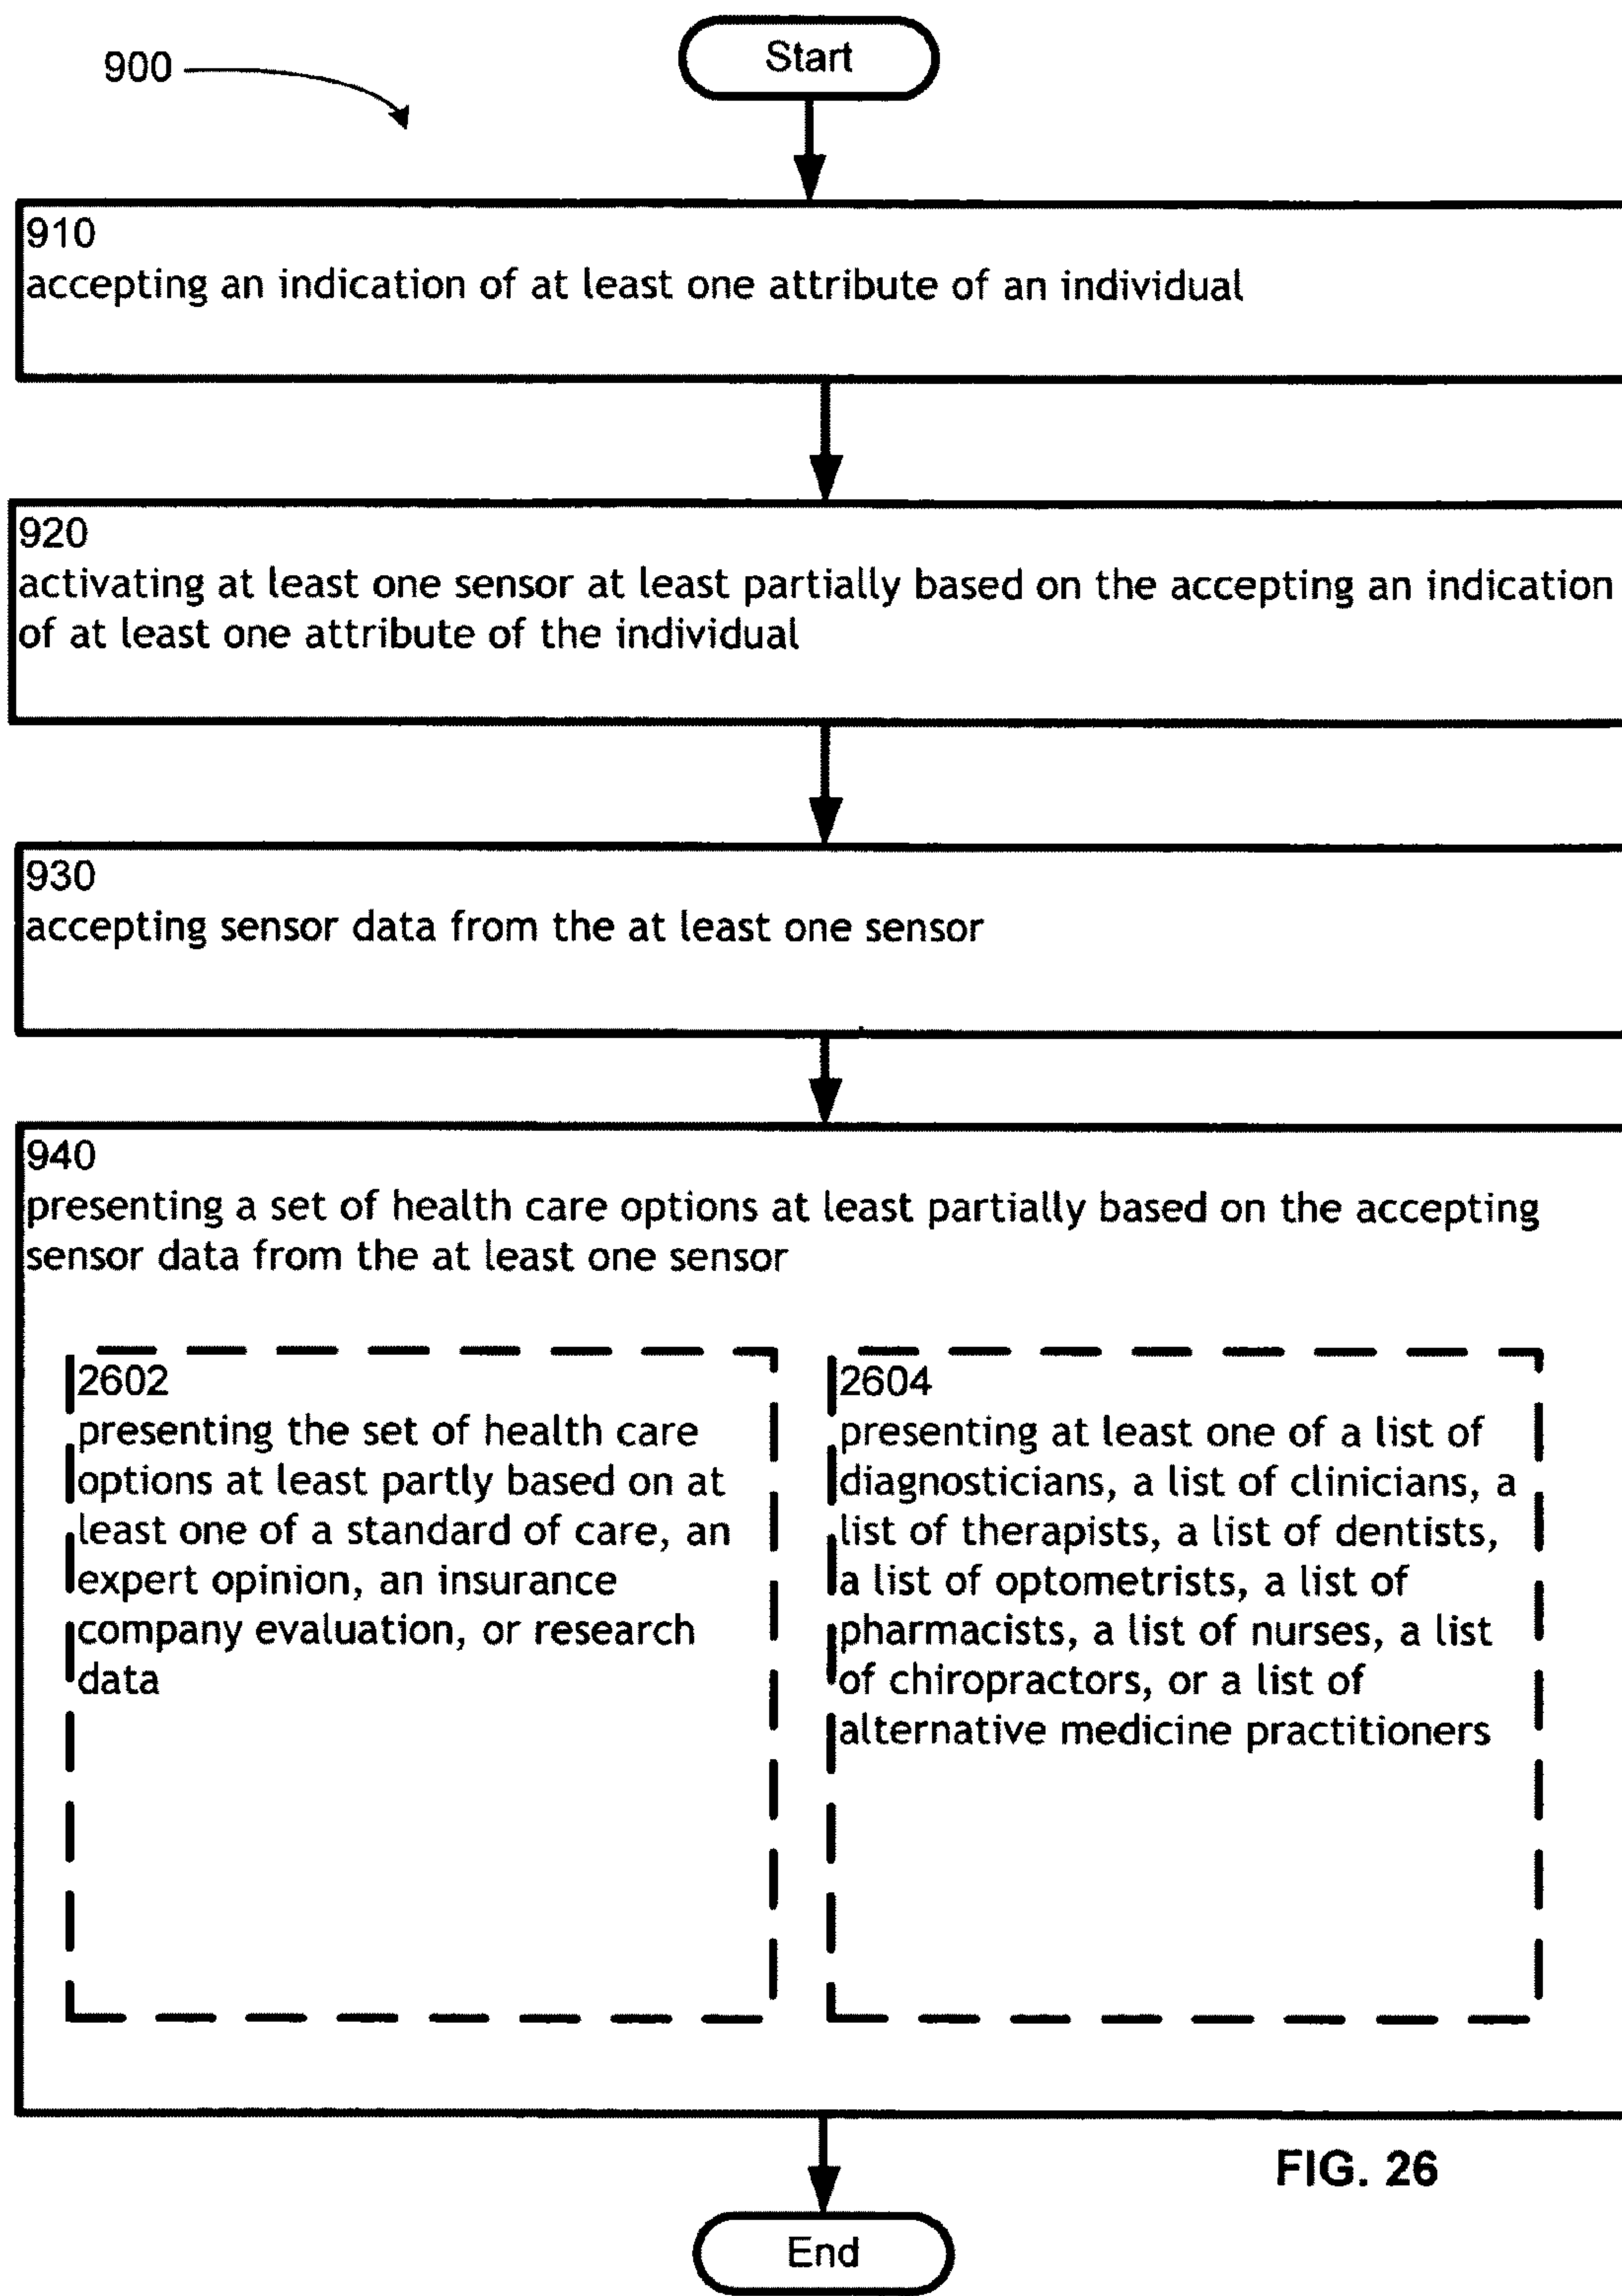 Start
900
910
accepting an indication of at least one attribute of an individual
920
activating at least one sensor at least partially based on the accepting an indication
of at least one attribute of the individual
930
accepting sensor data from the at least one sensor
940
presenting a set of health care options at least partially based on the accepting
sensor data from the at least one sensor
2602
presenting the set of health care
options at least partly based on at
least one of a standard of care, an
expert opinion, an insurance
company evaluation, or research
data
2604
presenting at least one of a list of
diagnosticians, a list of clinicians, a
list of therapists, a list of dentists,
a list of optometrists, a list of
pharmacists, a list of nurses, a list
of chiropractors, or a list of
alternative medicine practitioners
FIG. 26
End